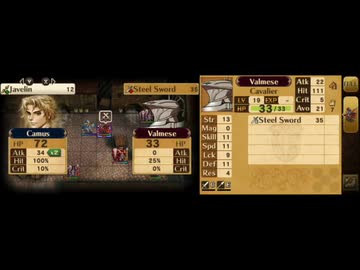 Javelin 12
Steel Sword 35
Camus
HP 72
Atk 34 x2
Hit 100%
Crit 10%
Valmese
HP 33
Atk 0
Hit 25%
Crit 0%
Valmese
Cavalier
LV 19 EXP -
HP 33/33
Atk 22
Hit 111
Crit 5
Avo 21
Str 13
Mag 0
Skill 11
Spd 11
Lck 9
Def 11
Res 4
Steel Sword 35
7